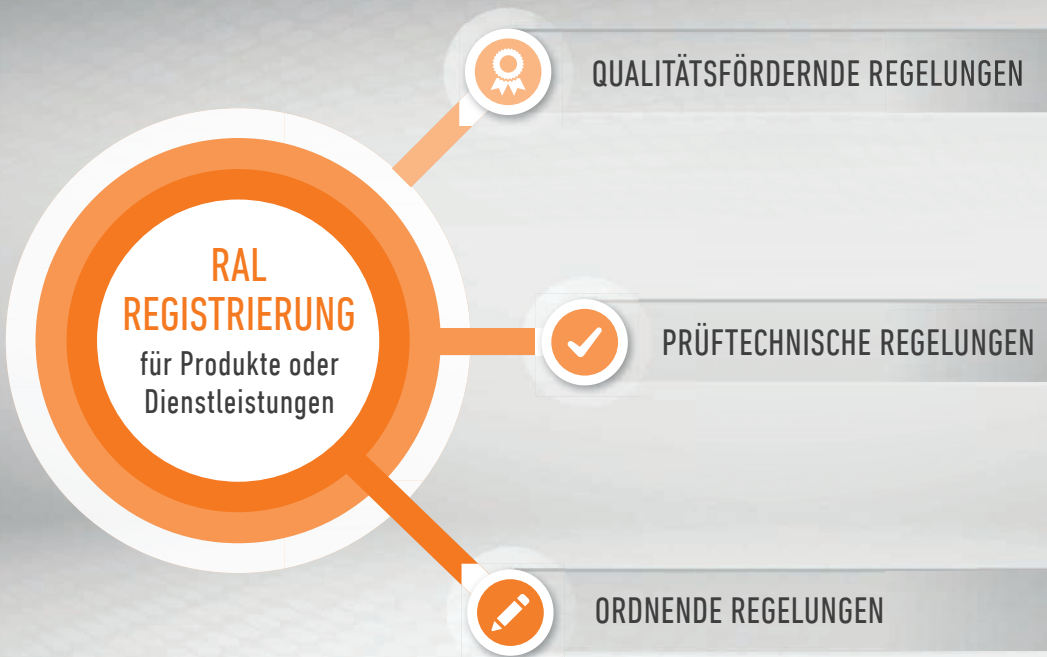 QUALITÄTSFÖRDERNDE REGELUNGEN
RAL
REGISTRIERUNG
für Produkte oder
Dienstleistungen
PRÜFTECHNISCHE REGELUNGEN
ORDNENDE REGELUNGEN